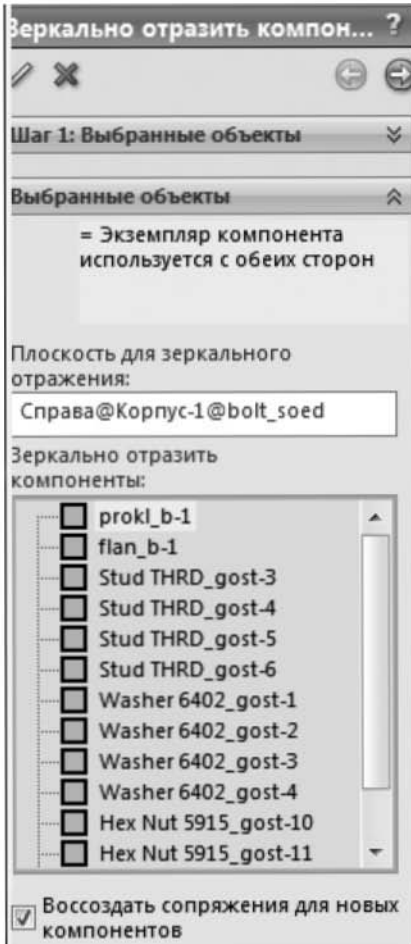 Зеркально отразить компон... ?
Шаг 1: Выбранные объекты
Выбранные объекты
= Экземпляр компонента
используется с обеих сторон
Плоскость для зеркального
отражения:
Справа@Корпус-1@bolt_soed
Зеркально отразить
компоненты:
prokl_b-1
flan_b-1
Stud THRD_gost-3
Stud THRD_gost-4
Stud THRD_gost-5
Stud THRD_gost-6
Washer 6402_gost-1
Washer 6402_gost-2
Washer 6402_gost-3
Washer 6402_gost-4
Hex Nut 5915_gost-10
Hex Nut 5915_gost-11
Воссоздать сопряжения для новых
компонентов